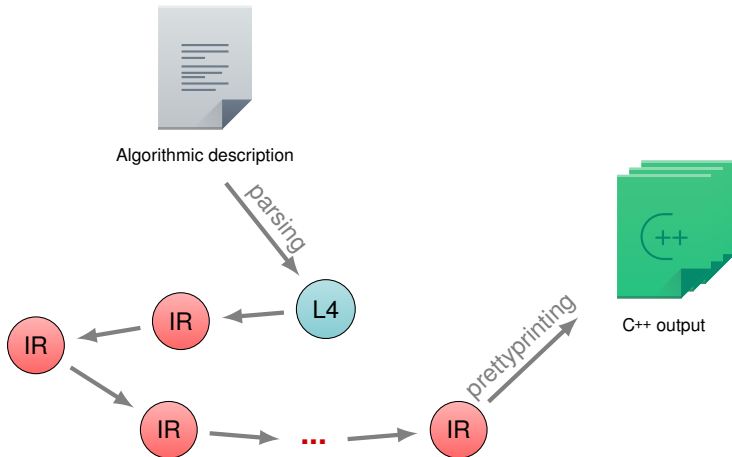 Algorithmic description
parsing
C++
L4
IR
IR
prettyprinting
C++ output
IR
...
IR